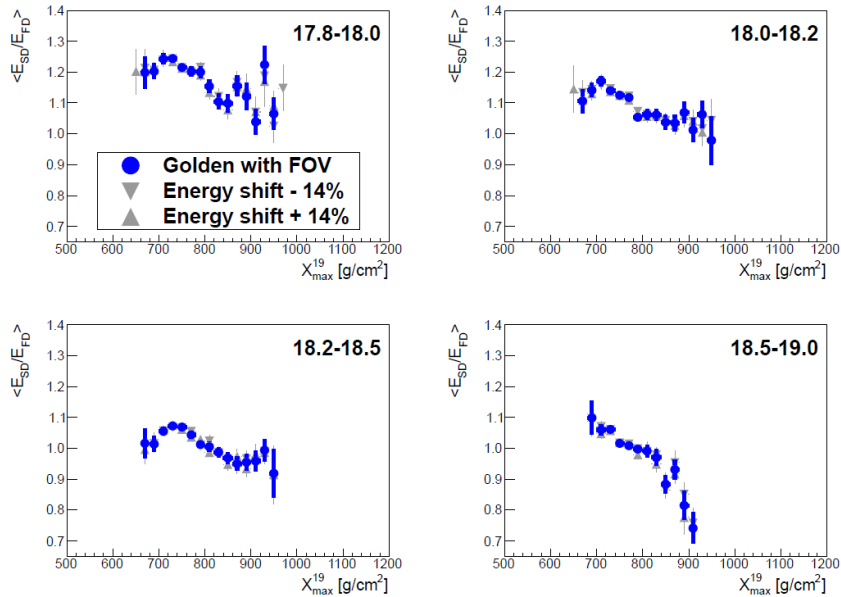 <E_SD/E_FD>
1.4
1.3
1.2
1.1
1.0
0.9
0.8
0.7
17.8-18.0
Golden with FOV
Energy shift - 14%
Energy shift + 14%
500 600 700 800 900 1000 1100 1200
X_max^19 [g/cm^2]
<E_SD/E_FD>
1.4
1.3
1.2
1.1
1.0
0.9
0.8
0.7
18.0-18.2
500 600 700 800 900 1000 1100 1200
X_max^19 [g/cm^2]
<E_SD/E_FD>
1.4
1.3
1.2
1.1
1.0
0.9
0.8
0.7
18.2-18.5
500 600 700 800 900 1000 1100 1200
X_max^19 [g/cm^2]
<E_SD/E_FD>
1.4
1.3
1.2
1.1
1.0
0.9
0.8
0.7
18.5-19.0
500 600 700 800 900 1000 1100 1200
X_max^19 [g/cm^2]